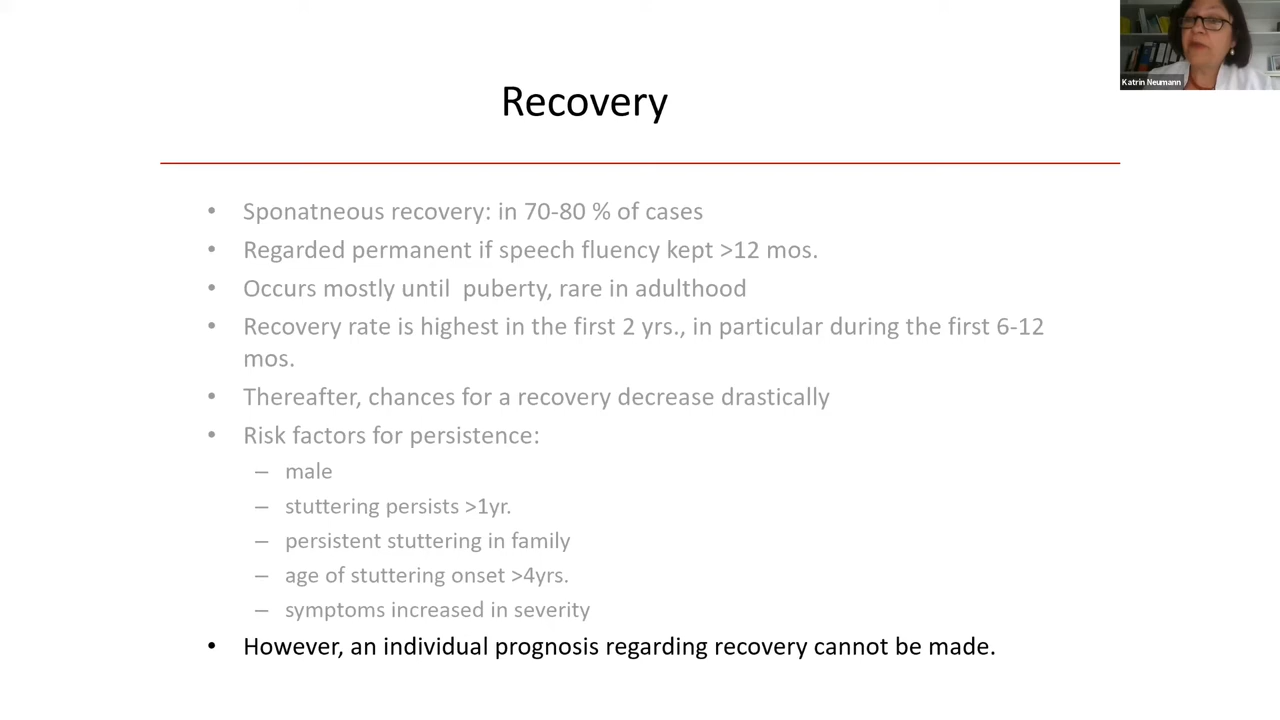 Katrin Neumann
Recovery
• Sponatneous recovery: in 70-80 % of cases
• Regarded permanent if speech fluency kept >12 mos.
• Occurs mostly until  puberty, rare in adulthood
• Recovery rate is highest in the first 2 yrs., in particular during the first 6-12
mos.
• Thereafter, chances for a recovery decrease drastically
• Risk factors for persistence:
– male
– stuttering persists >1yr.
– persistent stuttering in family
– age of stuttering onset >4yrs.
– symptoms increased in severity
• However, an individual prognosis regarding recovery cannot be made.